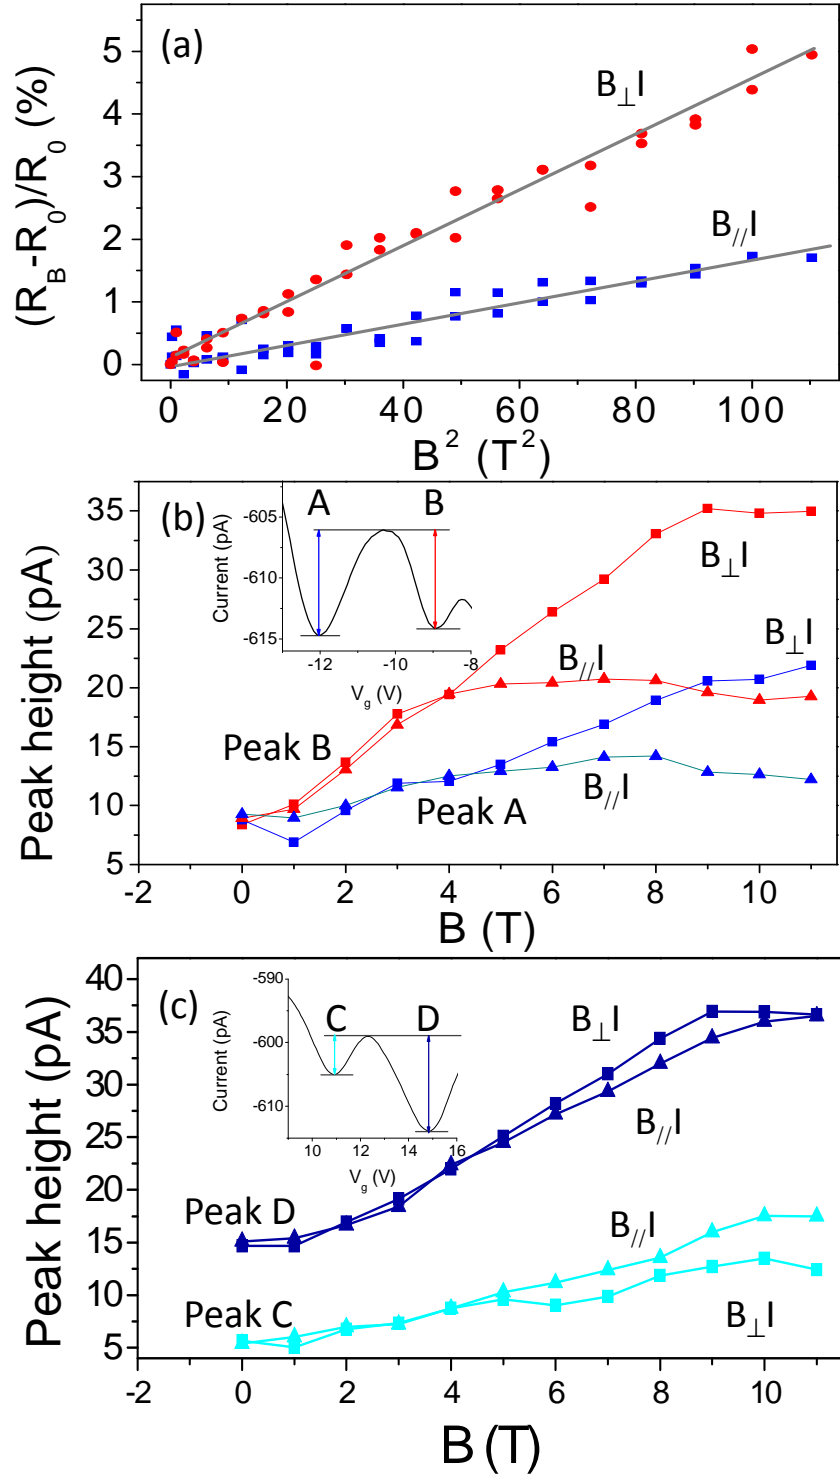 (a)
(R_B-R_0)/R_0 (%)
5
4
3
2
1
0
B⊥I
B//I
0 20 40 60 80 100
B² (T²)
(b)
Peak height (pA)
35
30
25
20
15
10
5
A B
Current (pA)
-605
-610
-615
-12 -10 -8
V_g (V)
B⊥I
B⊥I
B//I
Peak B
Peak A
B//I
-2 0 2 4 6 8 10
B (T)
(c)
Peak height (pA)
40
35
30
25
20
15
10
5
C D
Current (pA)
-590
-600
-610
10 12 14 16
V_g (V)
B⊥I
B//I
Peak D
B//I
Peak C
B⊥I
-2 0 2 4 6 8 10
B (T)